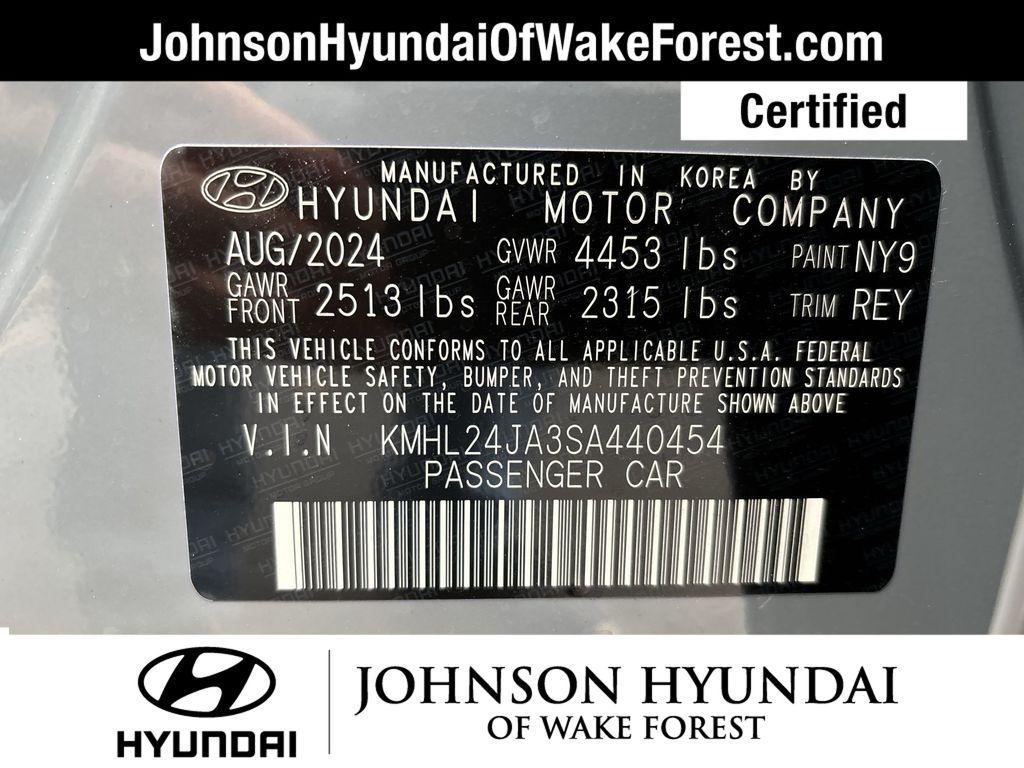 JohnsonHyundaiOfWakeForest.com
Certified
MANUFACTURED IN KOREA BY
HYUNDAI MOTOR COMPANY
AUG/2024 GVWR 4453 lbs PAINT NY9
GAWR FRONT 2513 lbs GAWR REAR 2315 lbs TRIM REY
THIS VEHICLE CONFORMS TO ALL APPLICABLE U.S.A. FEDERAL
MOTOR VEHICLE SAFETY, BUMPER, AND THEFT PREVENTION STANDARDS
IN EFFECT ON THE DATE OF MANUFACTURE SHOWN ABOVE
V.I.N KMHL24JA3SA440454
PASSENGER CAR
HYUNDAI
JOHNSON HYUNDAI
OF WAKE FOREST